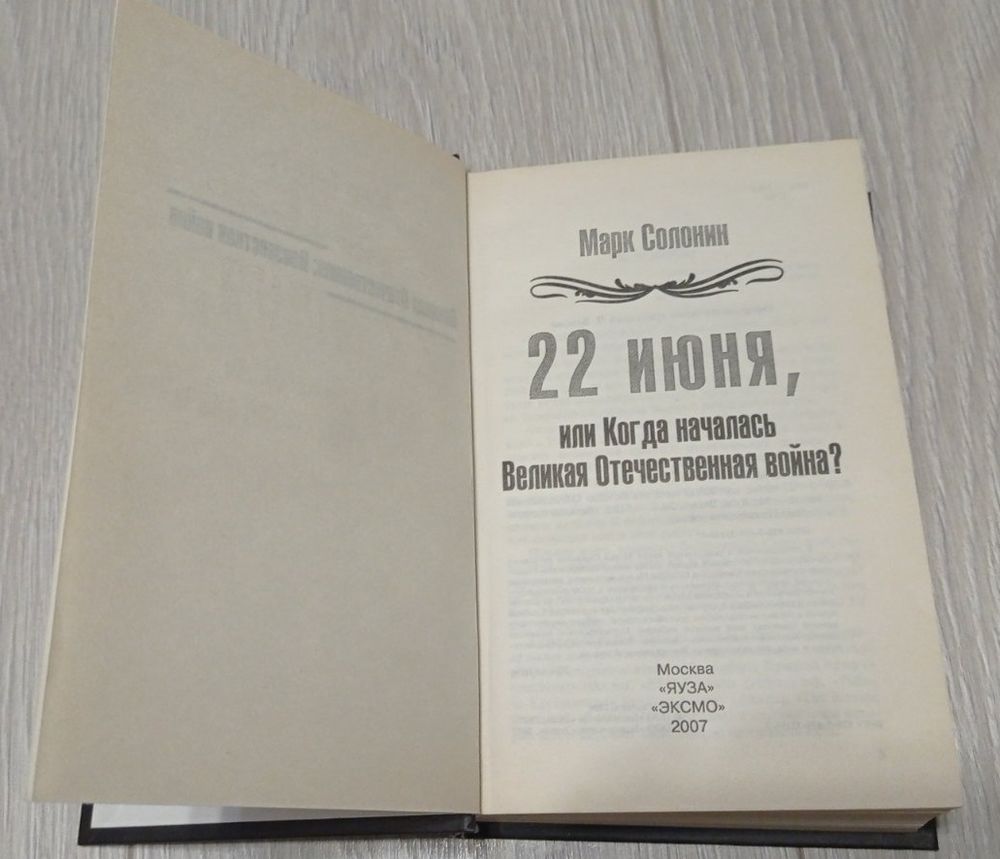 Марк Солонин
22 ИЮНЯ,
или Когда началась
Великая Отечественная война?
Москва
«ЯУЗА»
«ЭКСМО»
2007